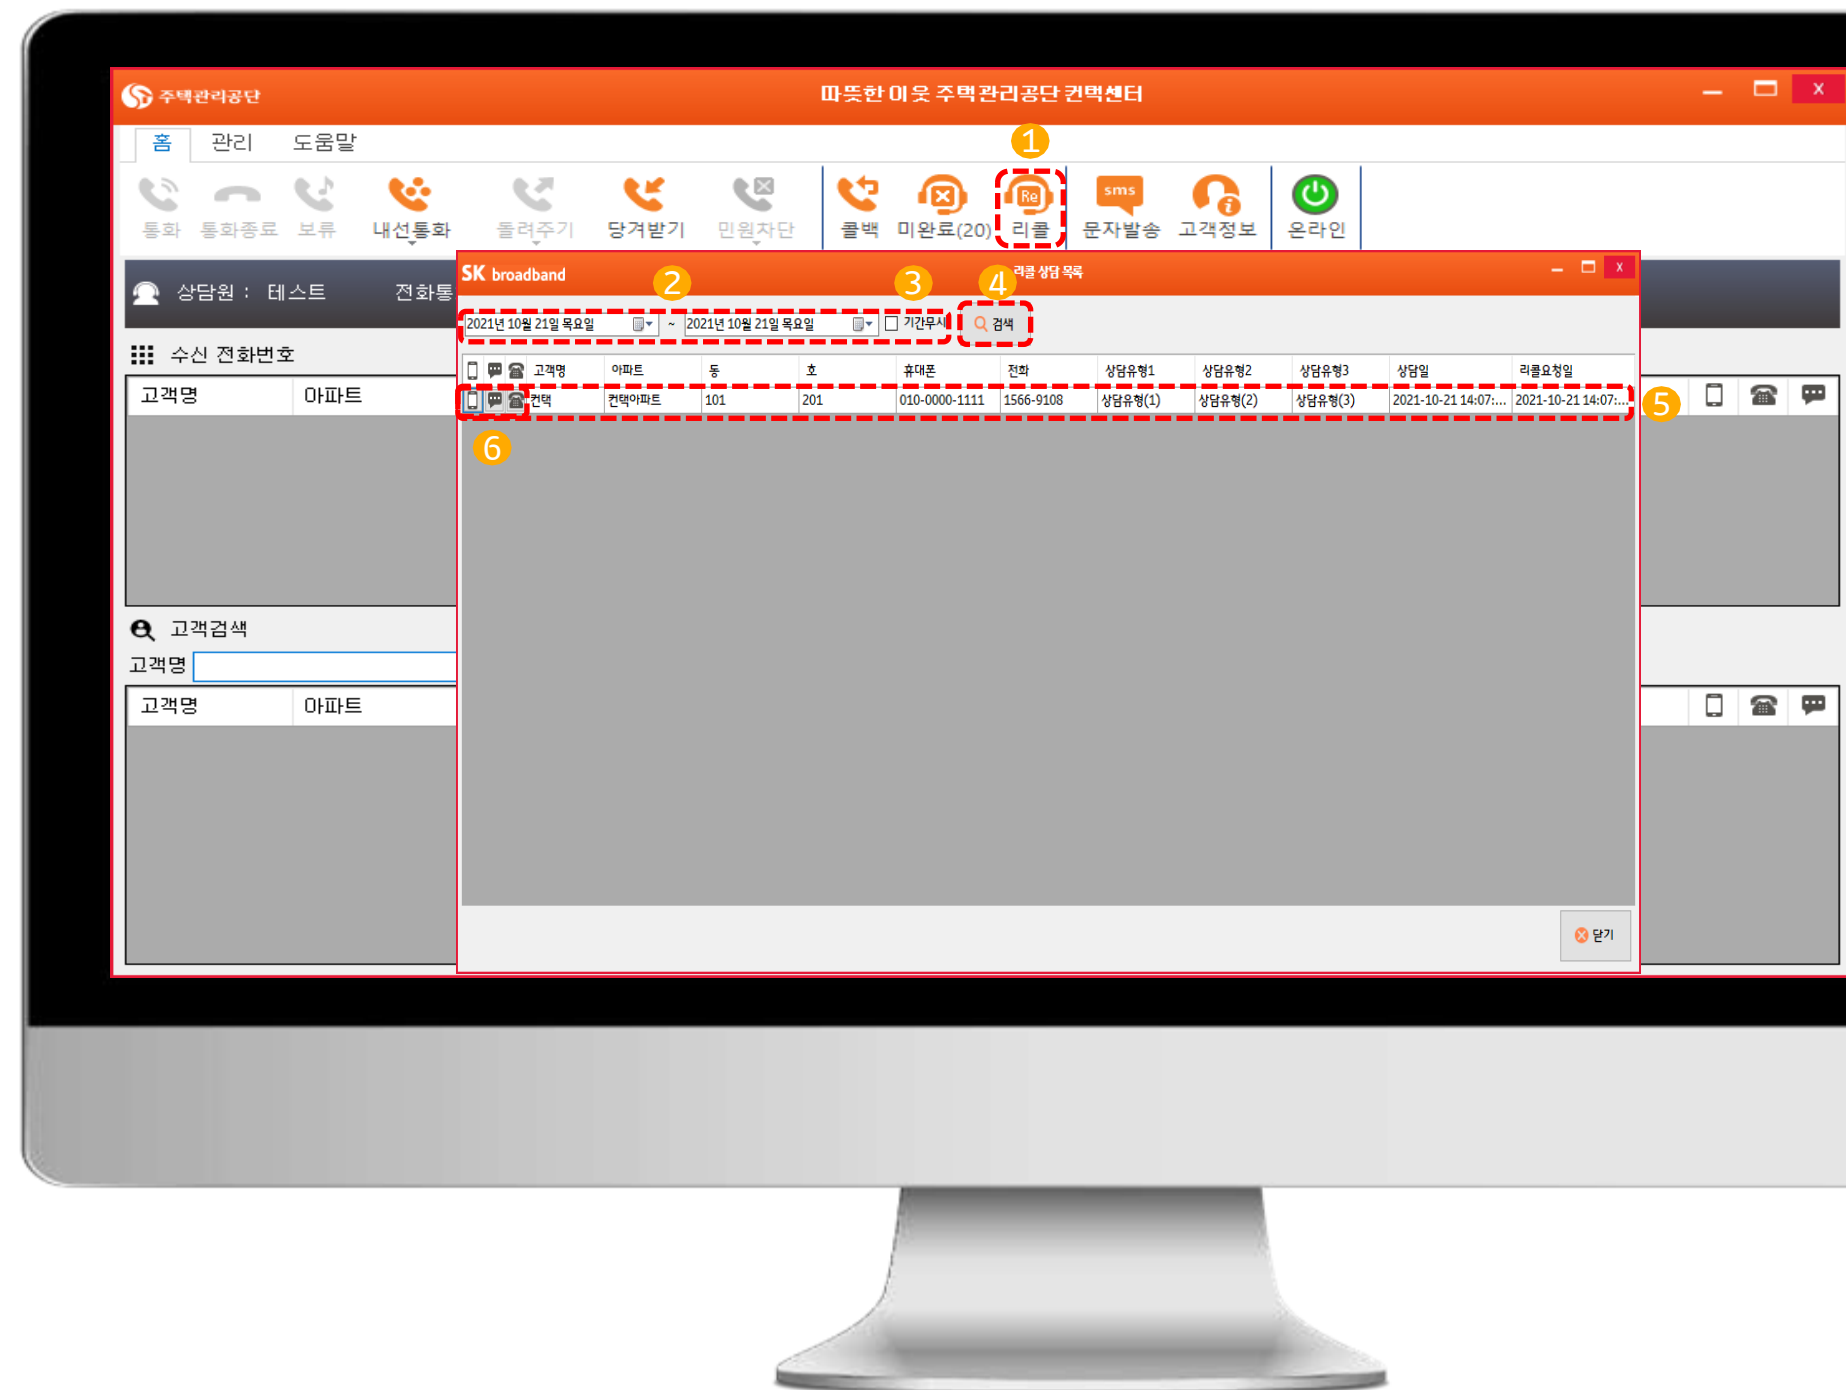 주택관리공단
따뜻한 이웃 주택관리공단 컨택센터
X
홈 관리 도움말
1
통화 통화종료 보류 내선통화 돌려주기 당겨받기 민원차단 콜백 미완료(20) Re 리콜 sms 문자발송 고객정보 온라인
상담원 : 테스트 전화통
SK broadband
리콜 상담 목록
X
2 3 4
2021년 10월 21일 목요일 ~ 2021년 10월 21일 목요일 기간무시 검색
수신 전화번호
고객명 아파트
고객명 아파트 동 호 휴대폰 전화 상담유형1 상담유형2 상담유형3 상담일 리콜요청일
컨택 컨택아파트 101 201 010-0000-1111 1566-9108 상담유형(1) 상담유형(2) 상담유형(3) 2021-10-21 14:07:... 2021-10-21 14:07:...
5
6
고객검색
고객명
고객명 아파트
닫기